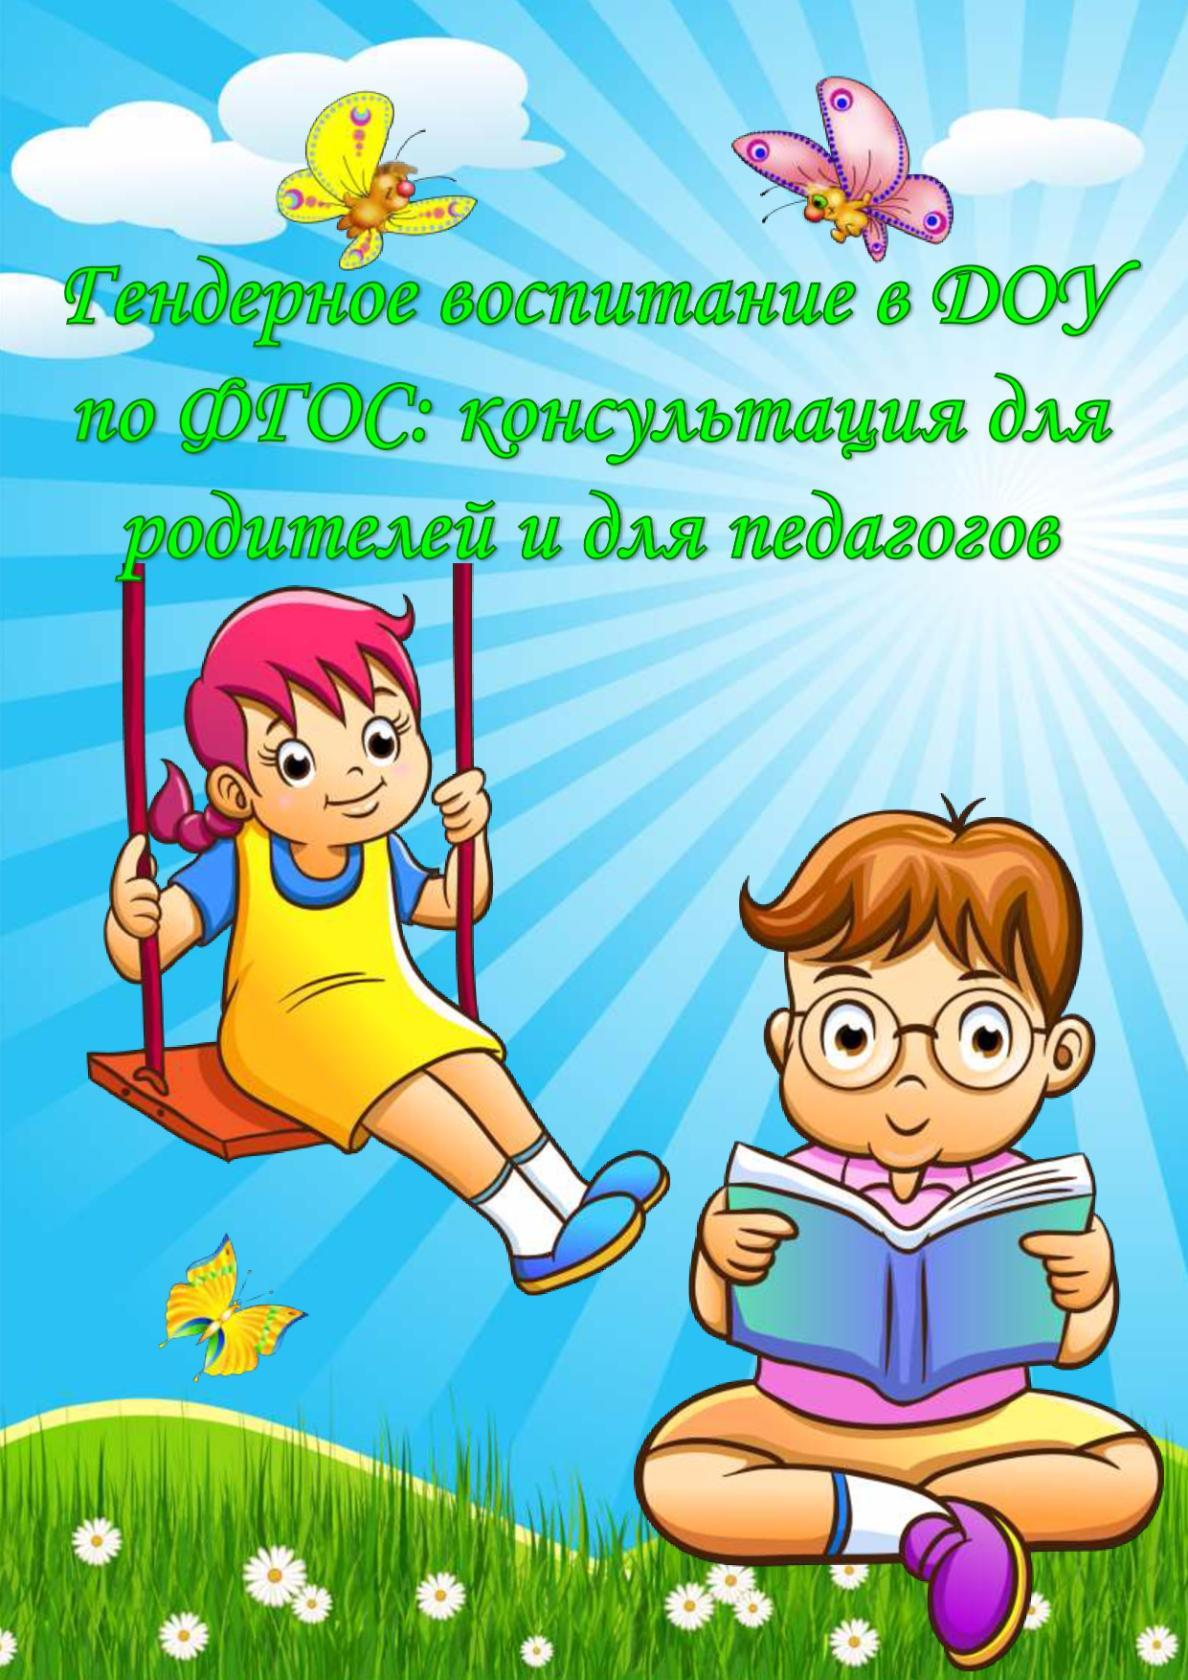 Гендерное воспитание в ДОУ
по ФГОС: консультация для
родителей и для педагогов